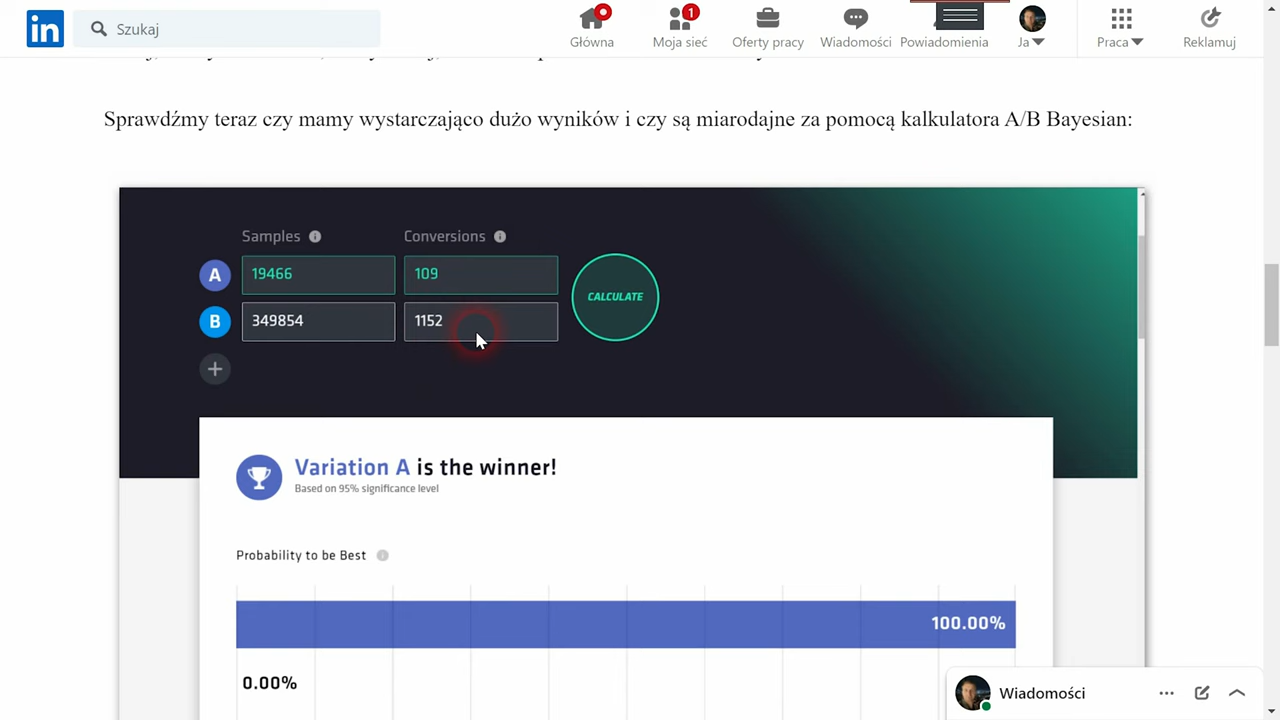 in
Szukaj
1
Główna
Moja sieć
Oferty pracy
Wiadomości
Powiadomienia
Ja
Praca
Reklamuj
Sprawdźmy teraz czy mamy wystarczająco dużo wyników i czy są miarodajne za pomocą kalkulatora A/B Bayesian:
Samples
Conversions
A
19466
109
CALCULATE
B
349854
1152
Variation A is the winner!
Based on 95% significance level
Probability to be Best
100.00%
0.00%
Wiadomości